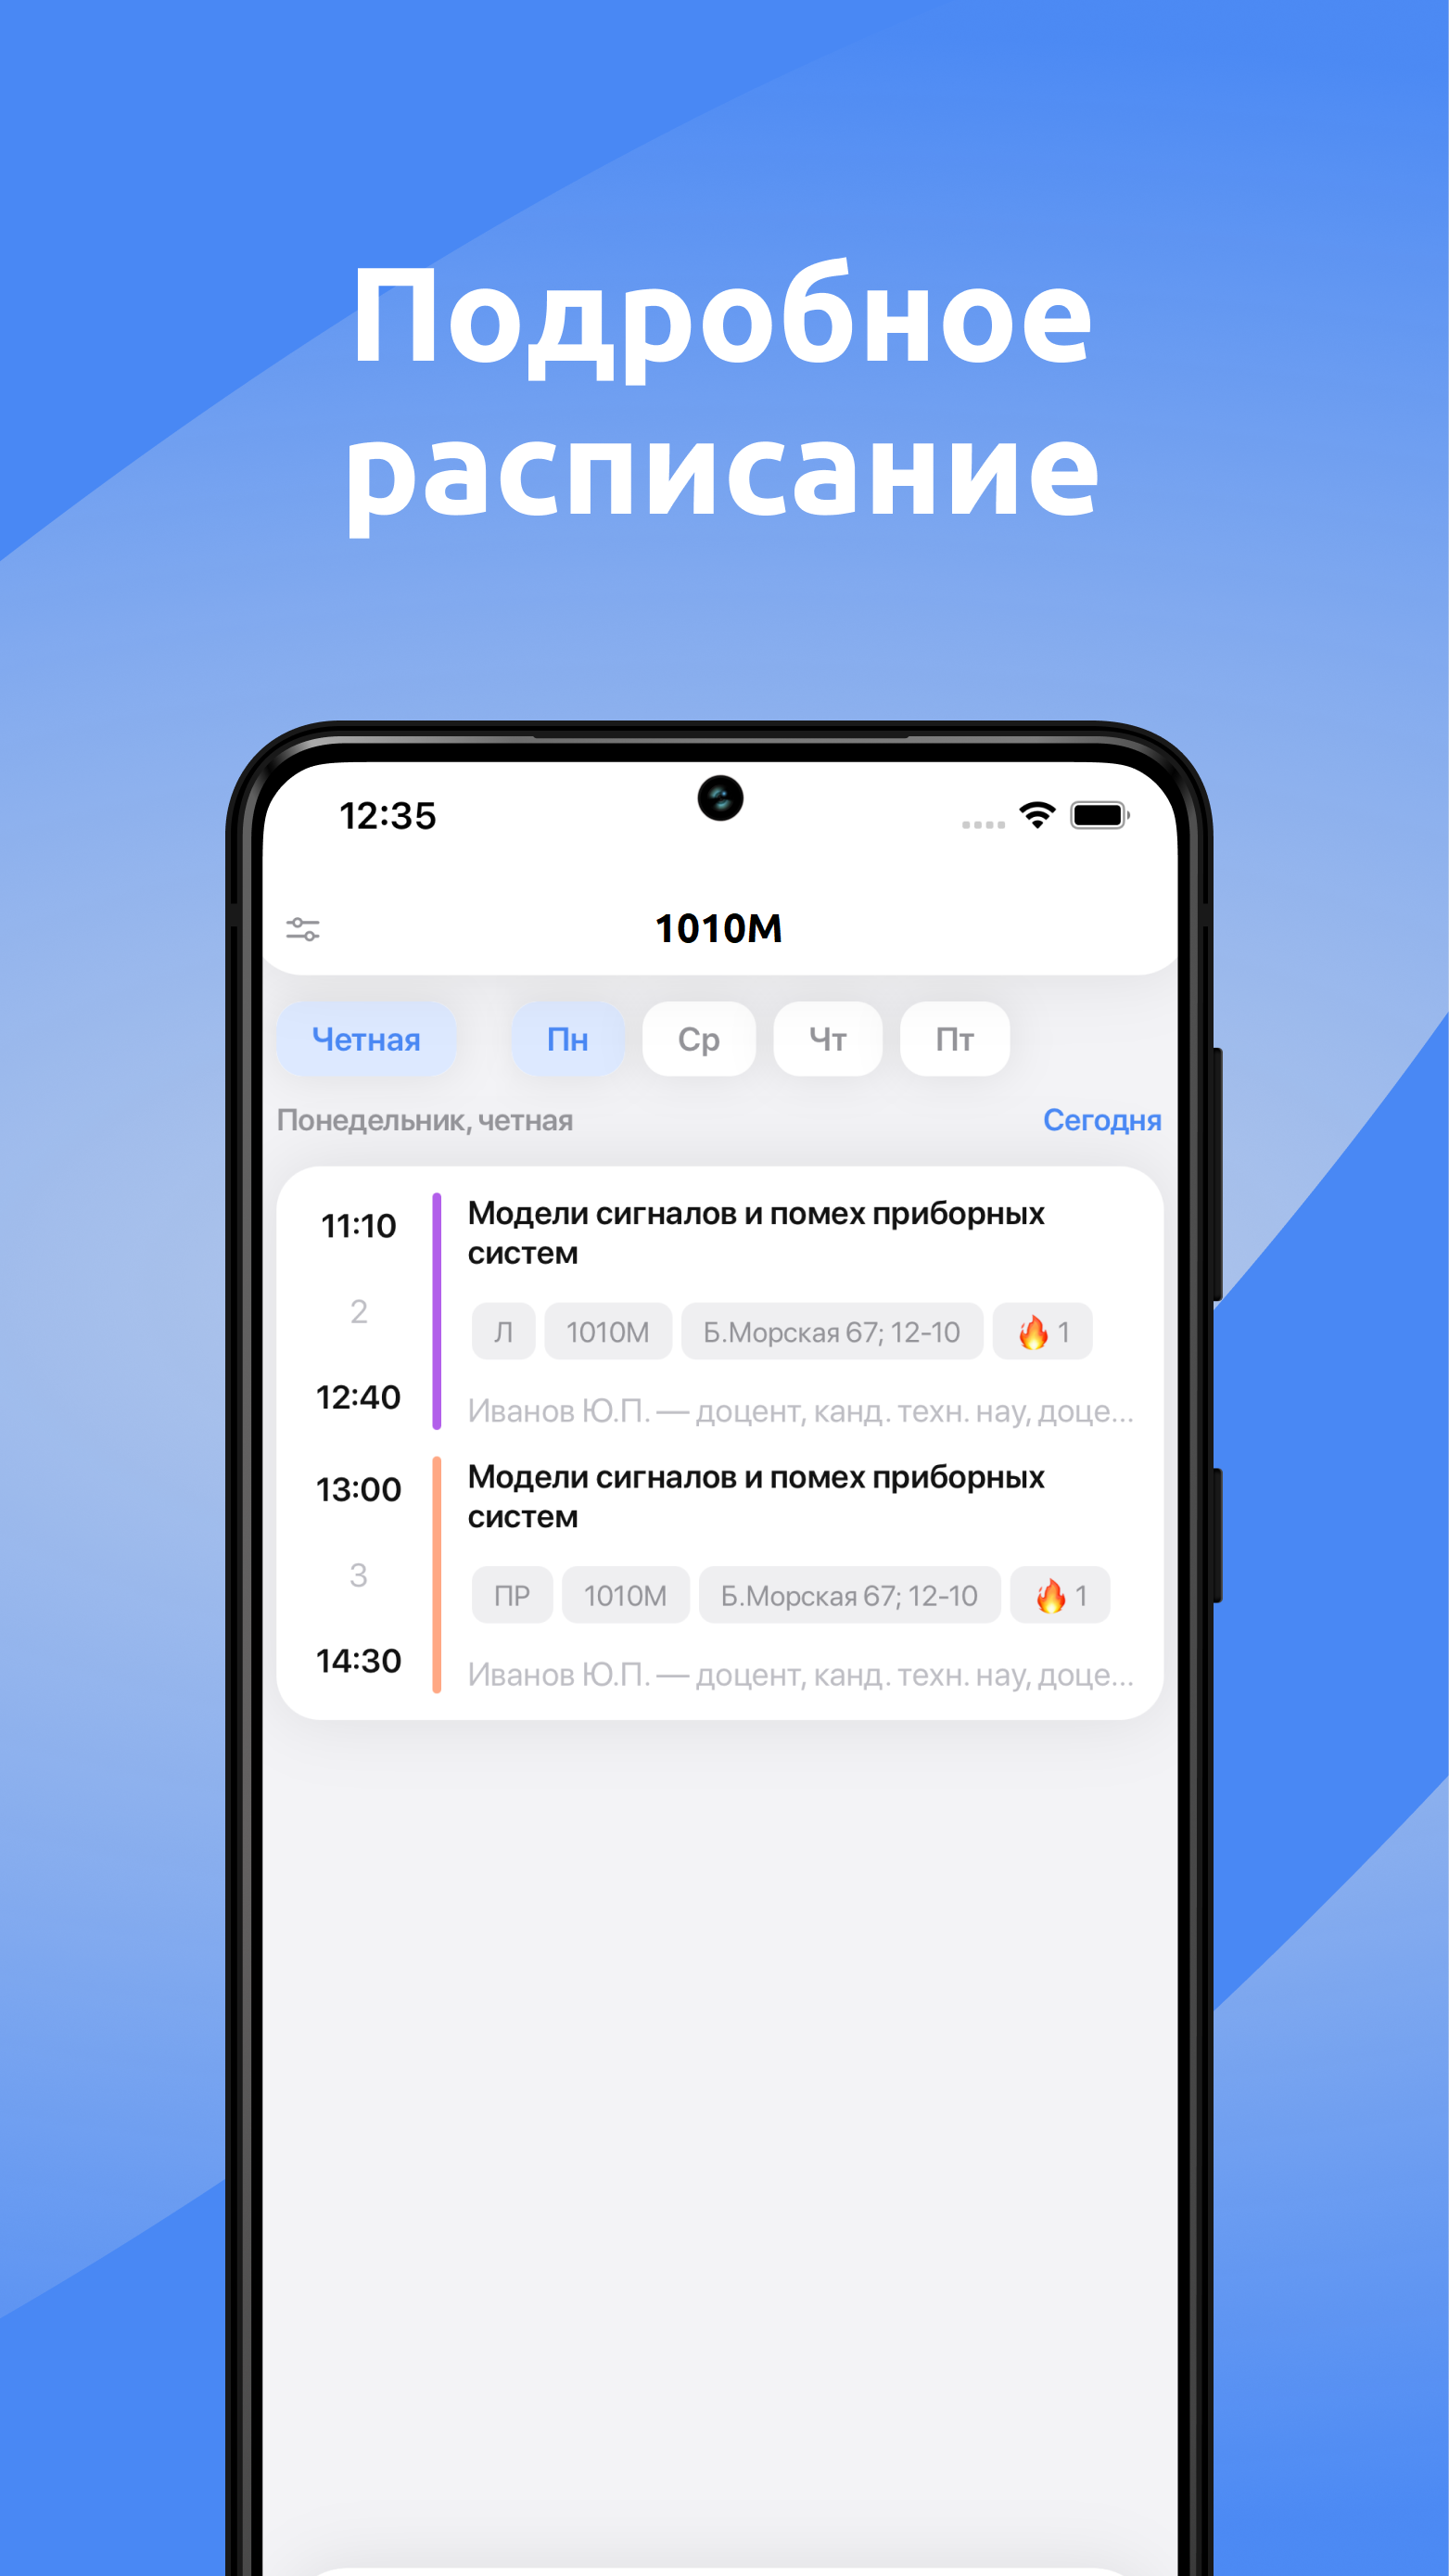 Подробное
расписание
12:35
1010М
Четная Пн Ср Чт Пт
Понедельник, четная Сегодня
11:10
2
12:40
Модели сигналов и помех приборных
систем
Л 1010М Б.Морская 67; 12-10 🔥 1
Иванов Ю.П. — доцент, канд. техн. нау, доце...
13:00
3
14:30
Модели сигналов и помех приборных
систем
ПР 1010М Б.Морская 67; 12-10 🔥 1
Иванов Ю.П. — доцент, канд. техн. нау, доце...